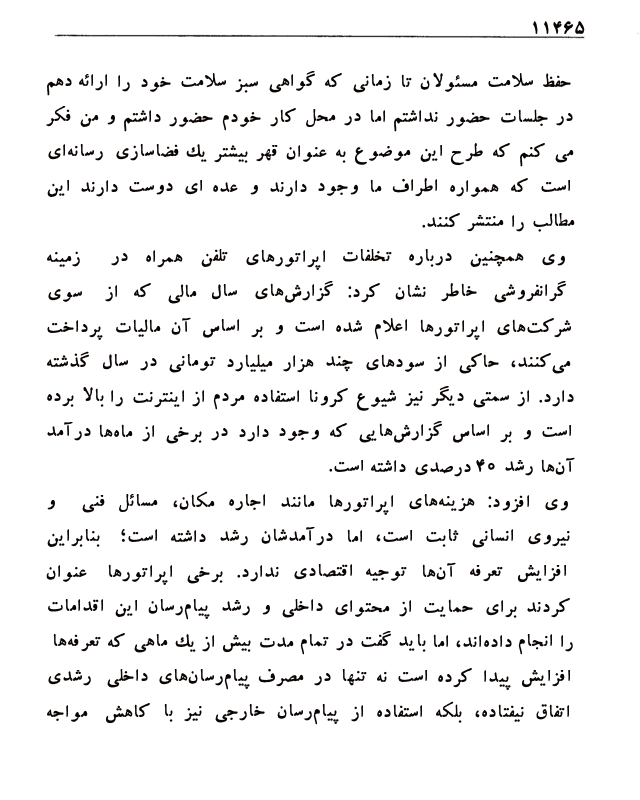 ۱۱۴۶۵
حفظ سلامت مسئولان تا زمانی که گواهی سبز سلامت خود را ارائه دهم
در جلسات حضور نداشتم اما در محل کار خودم حضور داشتم و من فکر
می کنم که طرح این موضوع به عنوان قهر بیشتر یك فضاسازی رسانه‌ای
است که همواره اطراف ما وجود دارند و عده ای دوست دارند این
مطالب را منتشر کنند.
وی همچنین درباره تخلفات اپراتورهای تلفن همراه در زمینه
گرانفروشی خاطر نشان کرد: گزارش‌های سال مالی که از سوی
شرکت‌های اپراتورها اعلام شده است و بر اساس آن مالیات پرداخت
می‌کنند، حاکی از سودهای چند هزار میلیارد تومانی در سال گذشته
دارد. از سمتی دیگر نیز شیوع کرونا استفاده مردم از اینترنت را بالا برده
است و بر اساس گزارش‌هایی که وجود دارد در برخی از ماه‌ها درآمد
آن‌ها رشد ۴۰ درصدی داشته است.
وی افزود: هزینه‌های اپراتورها مانند اجاره مکان، مسائل فنی و
نیروی انسانی ثابت است، اما درآمدشان رشد داشته است؛ بنابراین
افزایش تعرفه آن‌ها توجیه اقتصادی ندارد. برخی اپراتورها عنوان
کردند برای حمایت از محتوای داخلی و رشد پیام‌رسان این اقدامات
را انجام داده‌اند، اما باید گفت در تمام مدت بیش از یك ماهی که تعرفه‌ها
افزایش پیدا کرده است نه تنها در مصرف پیام‌رسان‌های داخلی رشدی
اتفاق نیفتاده، بلکه استفاده از پیام‌رسان خارجی نیز با کاهش مواجه